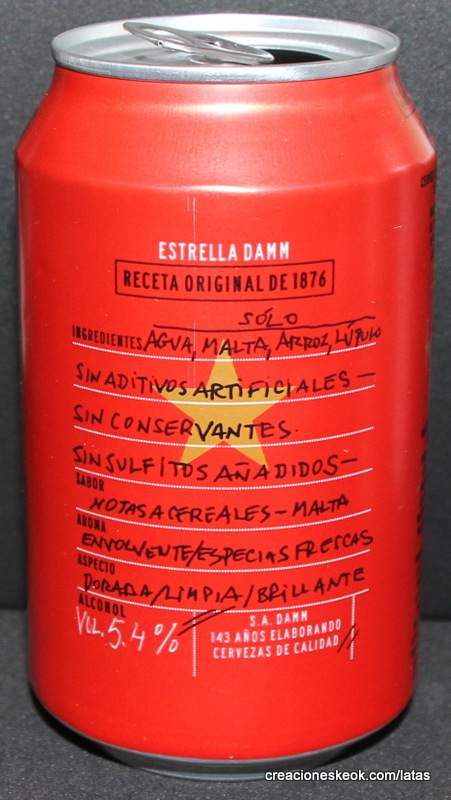 ESTRELLA DAMM
RECETA ORIGINAL DE 1876
SÓLO
INGREDIENTES AGUA, MALTA, ARROZ, LÚPULO
SIN ADITIVOS ARTIFICIALES —
SIN CONSERVANTES.
SIN SULFITOS AÑADIDOS —
SABOR
NOTAS A CEREALES - MALTA
AROMA
ENVOLVENTE/ESPECIAS FRESCAS
ASPECTO
DORADA/LIMPIA/BRILLANTE
ALCOHOL
VOL. 5.4%
S.A. DAMM
143 AÑOS ELABORANDO
CERVEZAS DE CALIDAD
creacioneskeok.com/latas